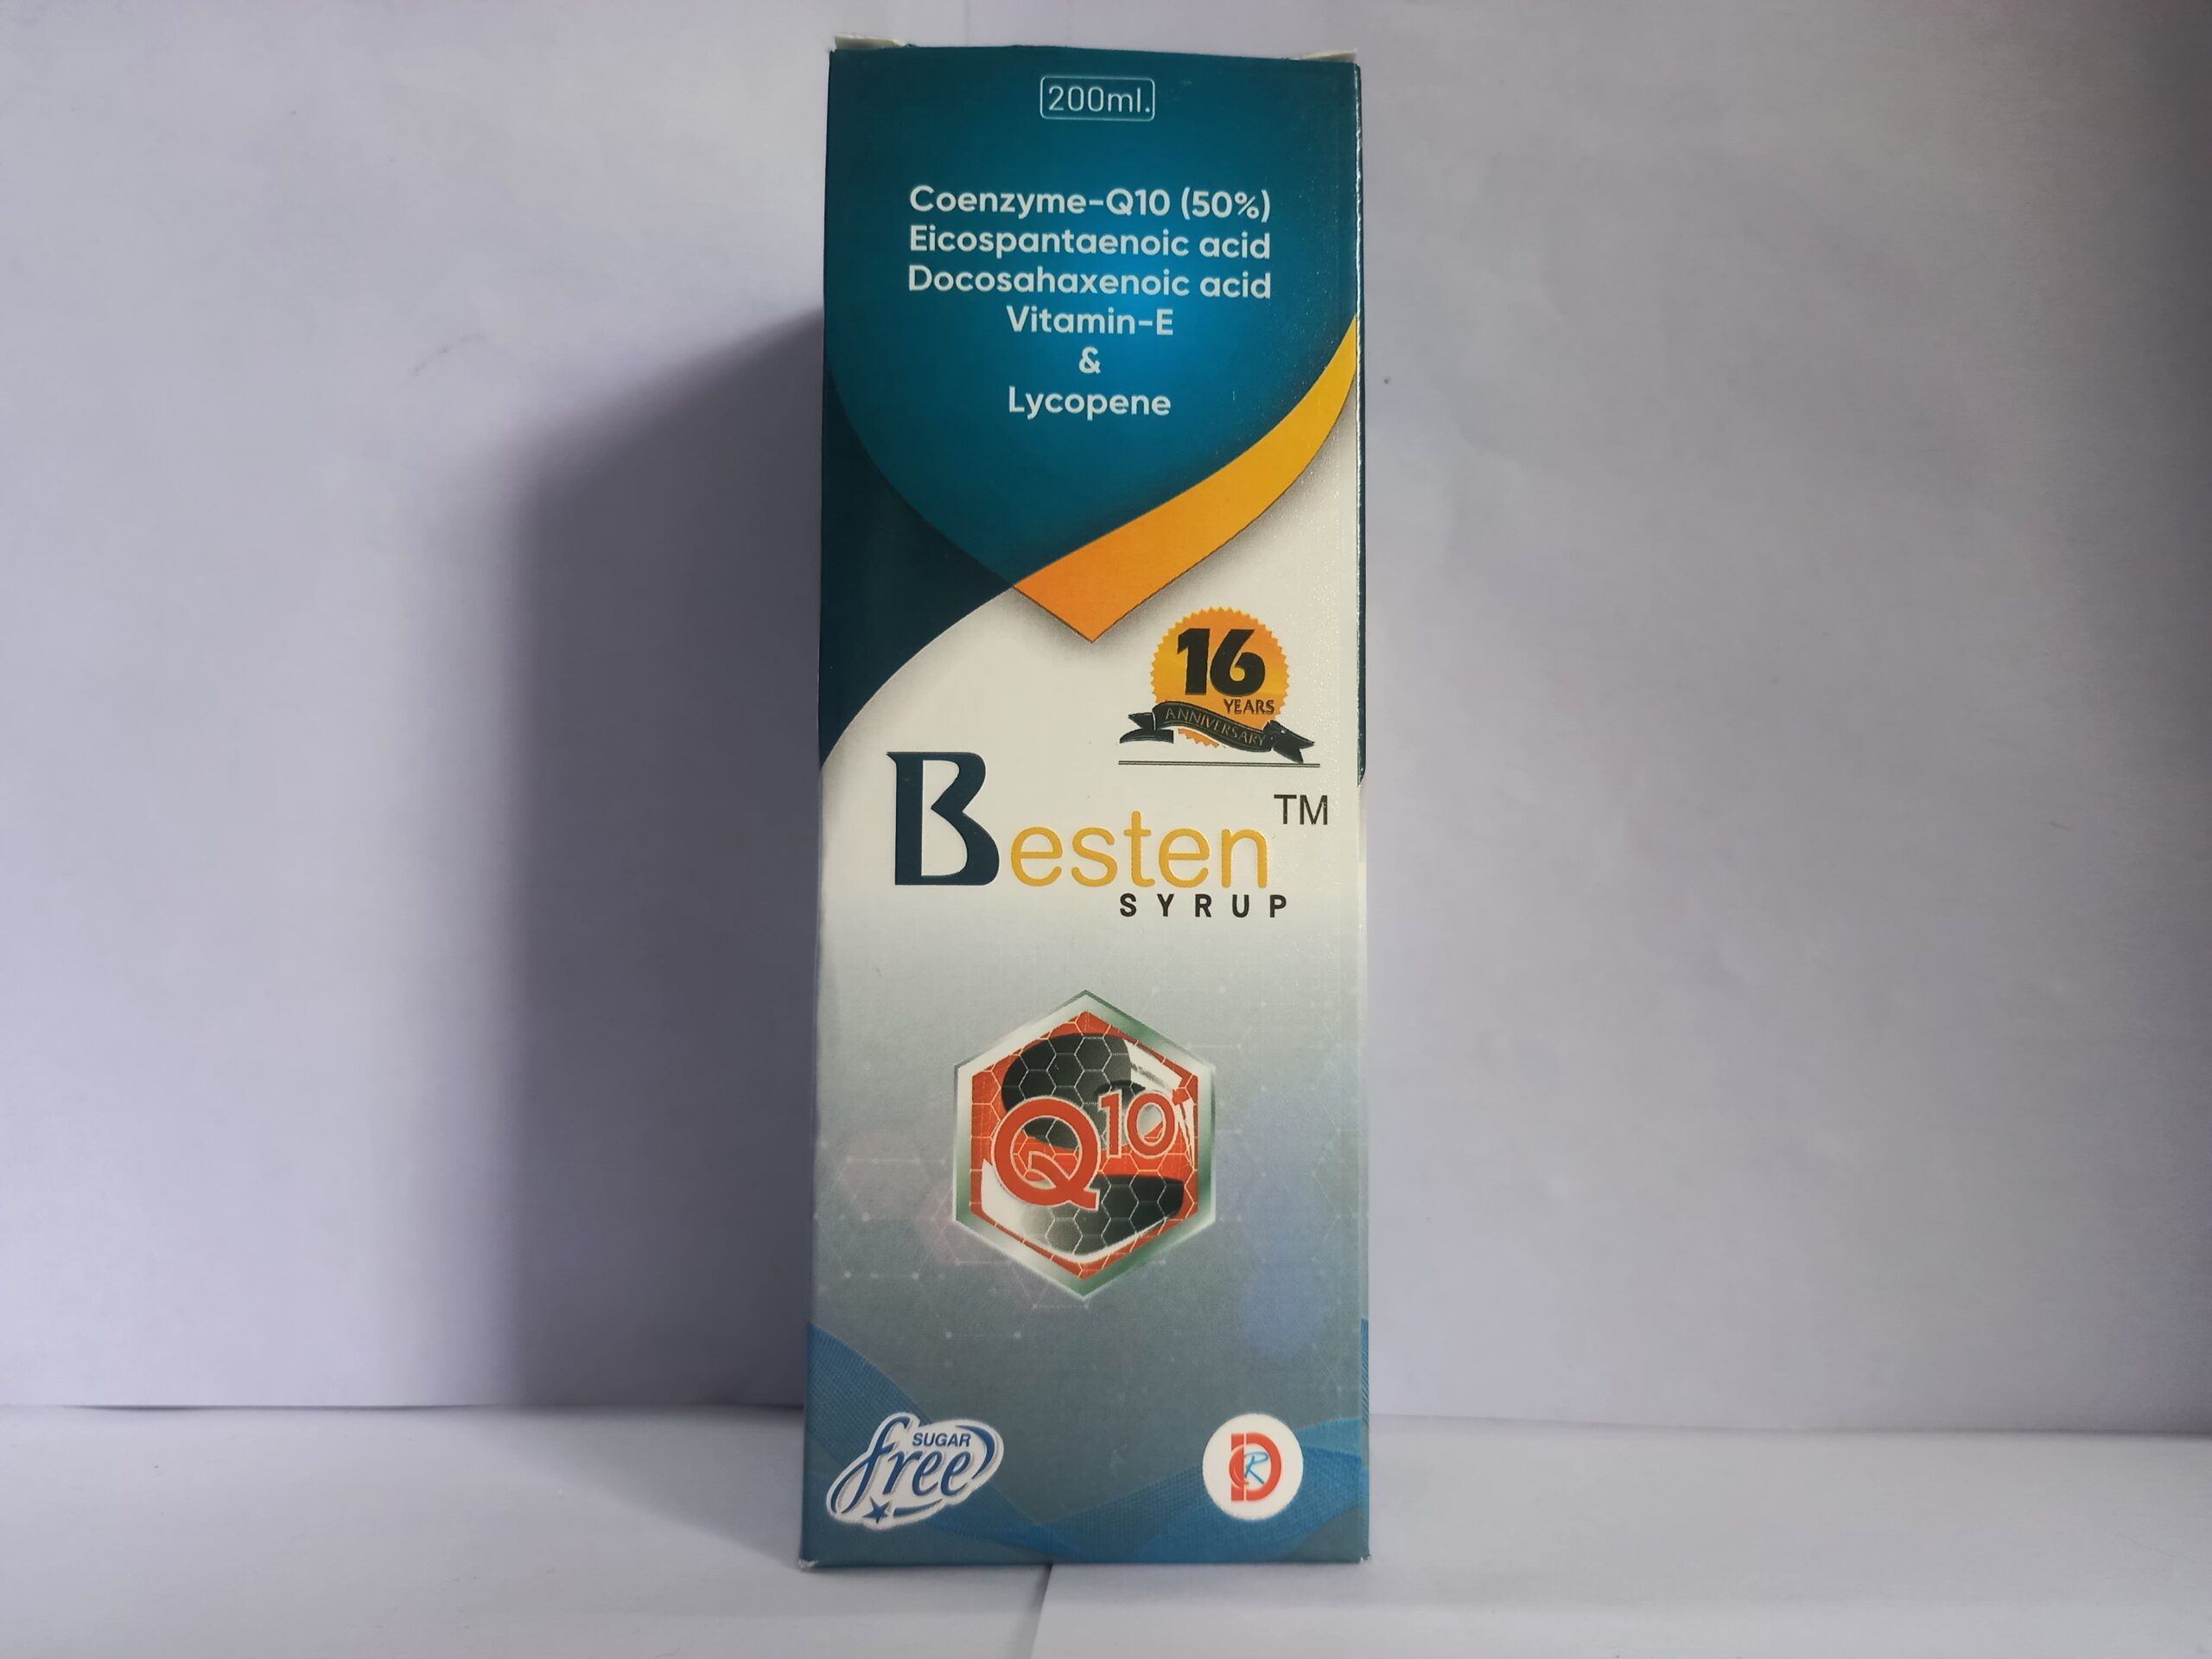 200ml.
Coenzyme-Q10 (50%)
Eicospantaenoic acid
Docosahaxenoic acid
Vitamin-E
&
Lycopene
16
YEARS
ANNIVERSARY
Besten TM
SYRUP
Q10
SUGAR
free
DR